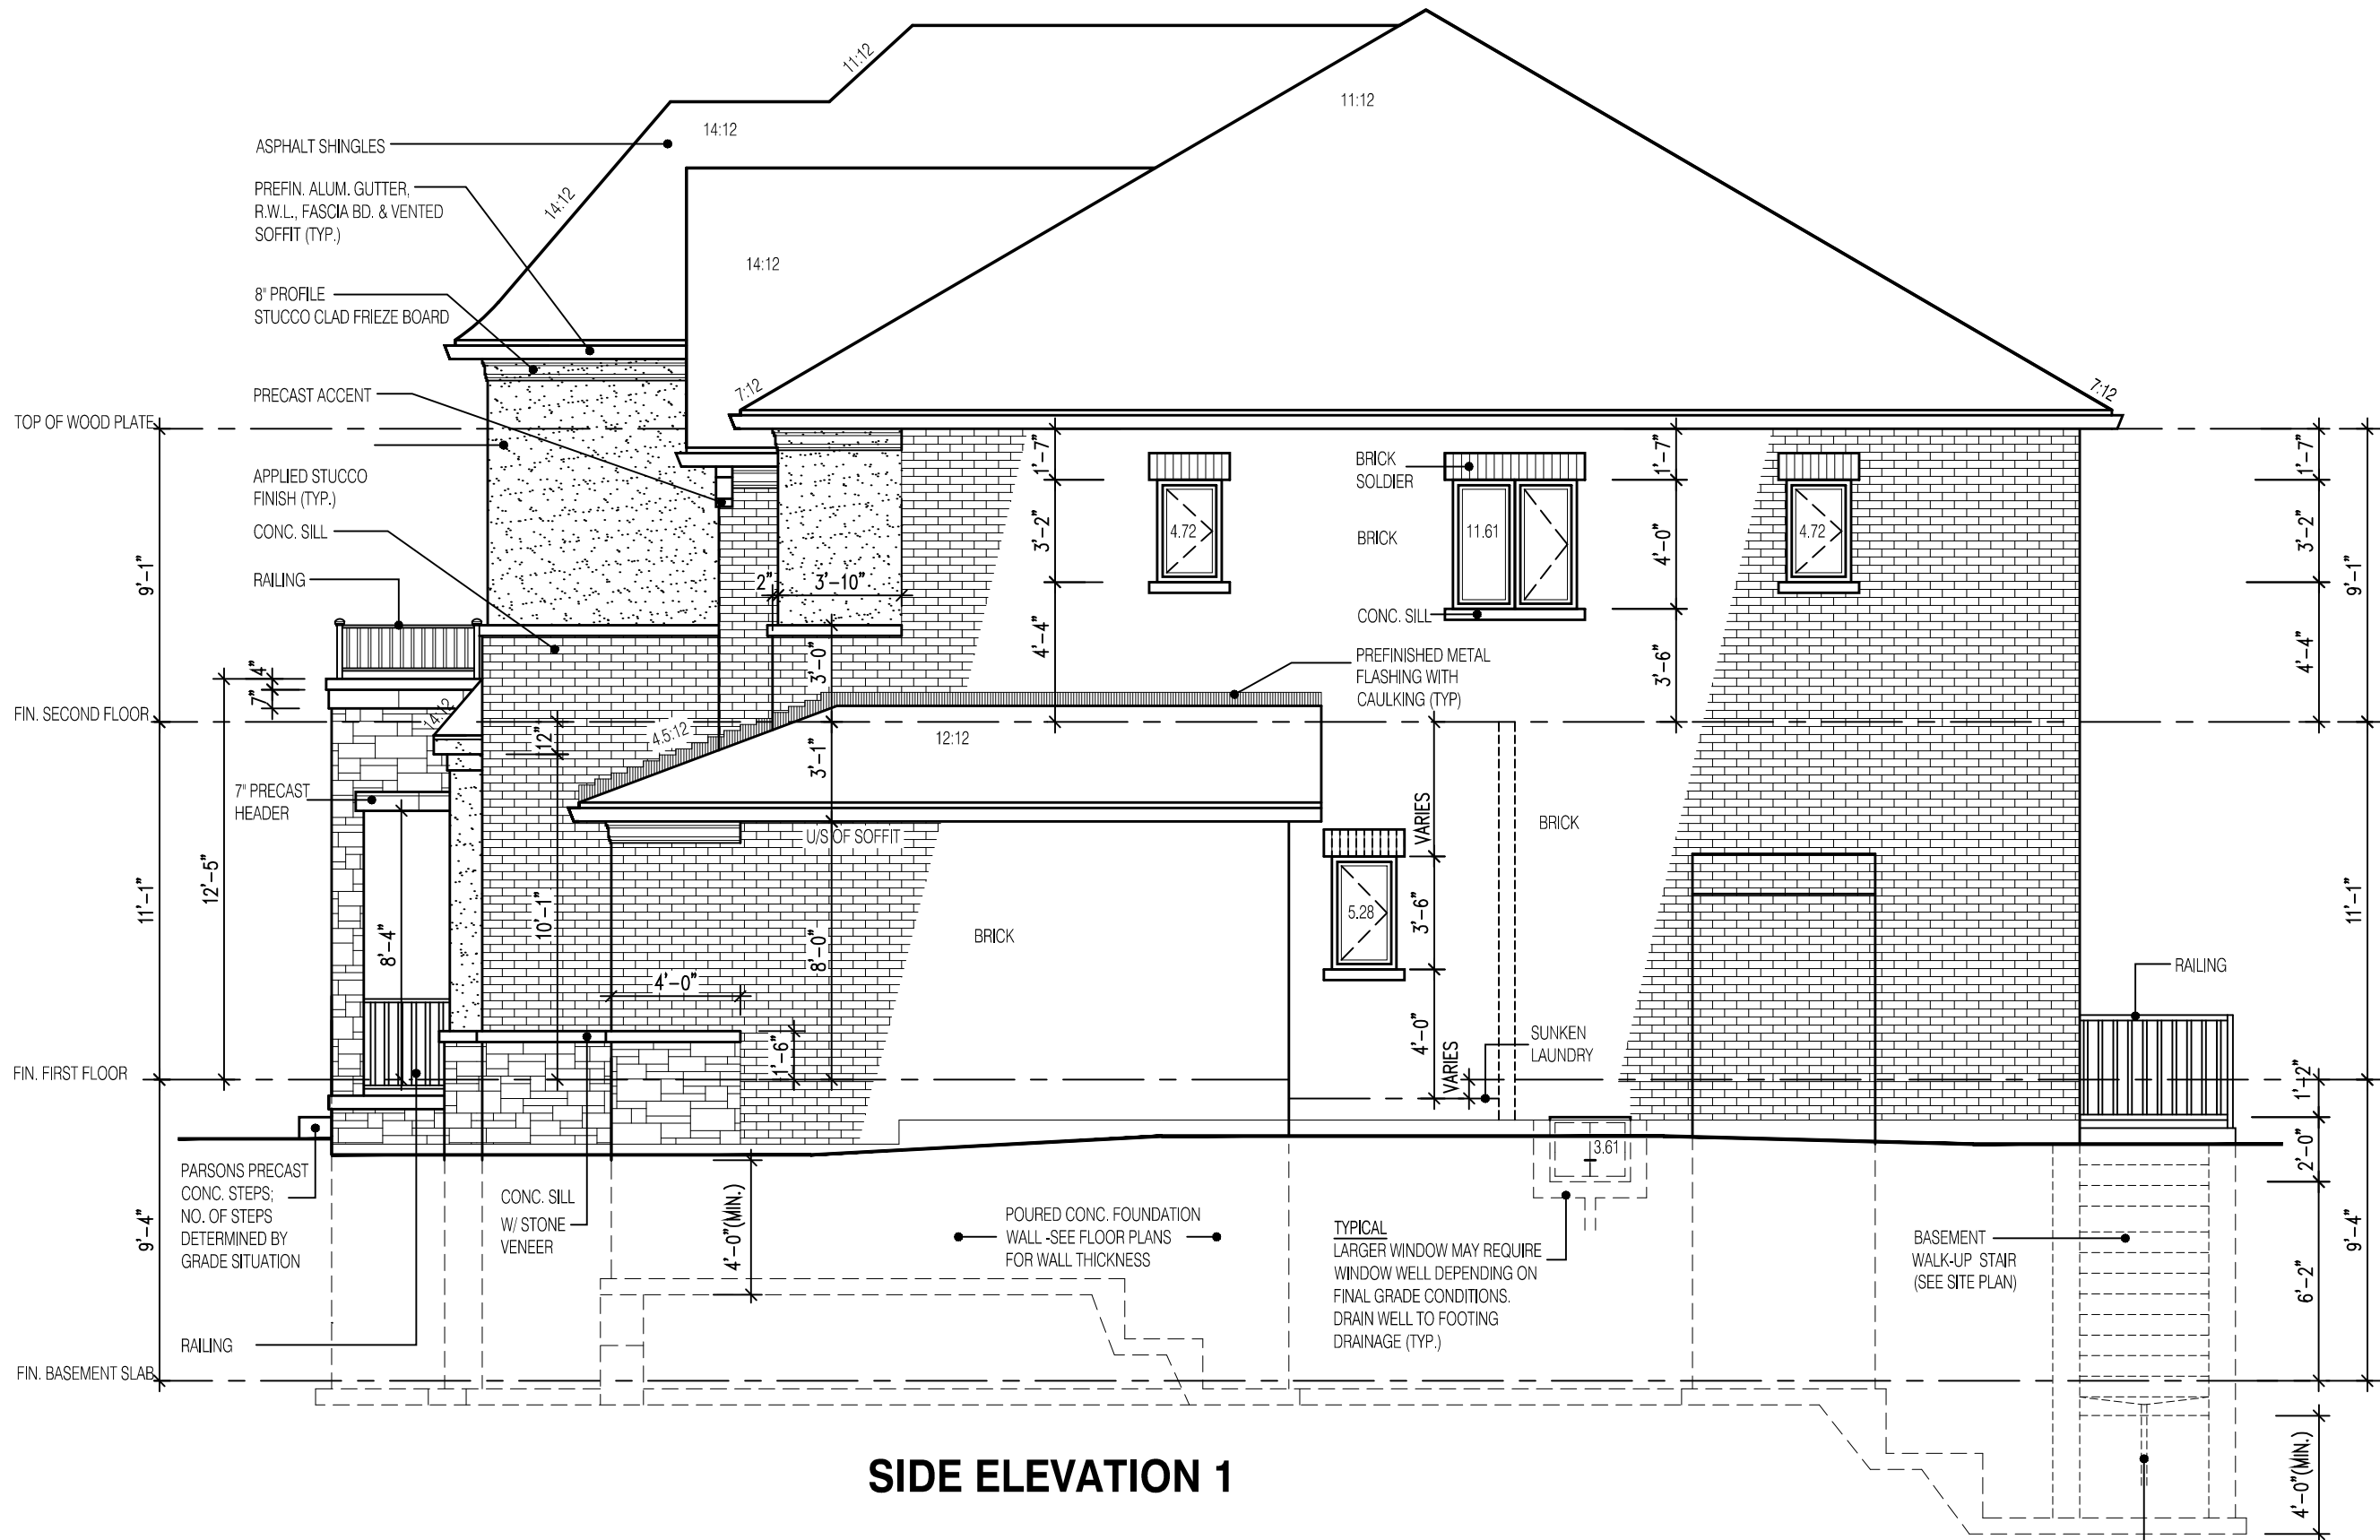 11:12
11:12
14:12
ASPHALT SHINGLES
PREFIN. ALUM. GUTTER,
R.W.L., FASCIA BD. & VENTED
SOFFIT (TYP.)
14:12
14:12
8" PROFILE
STUCCO CLAD FRIEZE BOARD
PRECAST ACCENT
7:12
7:12
TOP OF WOOD PLATE
APPLIED STUCCO
FINISH (TYP.)
CONC. SILL
RAILING
9'-1"
1'-7"
3'-2"
4'-4"
4.72
BRICK
SOLDIER
BRICK
11.61
CONC. SILL
1'-7"
4'-0"
3'-6"
4.72
1'-7"
3'-2"
4'-4"
9'-1"
2"
3'-10"
3'-0"
PREFINISHED METAL
FLASHING WITH
CAULKING (TYP)
4"
7"
FIN. SECOND FLOOR
14:12
12"
4.5:12
3'-1"
12:12
7" PRECAST
HEADER
U/S OF SOFFIT
VARIES
BRICK
12'-5"
11'-1"
8'-4"
10'-1"
8'-0"
BRICK
5.28
3'-6"
11'-1"
4'-0"
RAILING
1'-6"
4'-0"
VARIES
SUNKEN
LAUNDRY
FIN. FIRST FLOOR
1'-2"
2'-0"
3.61
PARSONS PRECAST
CONC. STEPS;
NO. OF STEPS
DETERMINED BY
GRADE SITUATION
9'-4"
CONC. SILL
W/ STONE
VENEER
4'-0"(MIN.)
POURED CONC. FOUNDATION
WALL -SEE FLOOR PLANS
FOR WALL THICKNESS
TYPICAL
LARGER WINDOW MAY REQUIRE
WINDOW WELL DEPENDING ON
FINAL GRADE CONDITIONS.
DRAIN WELL TO FOOTING
DRAINAGE (TYP.)
BASEMENT
WALK-UP STAIR
(SEE SITE PLAN)
6'-2"
9'-4"
RAILING
FIN. BASEMENT SLAB
4'-0"(MIN.)
SIDE ELEVATION 1